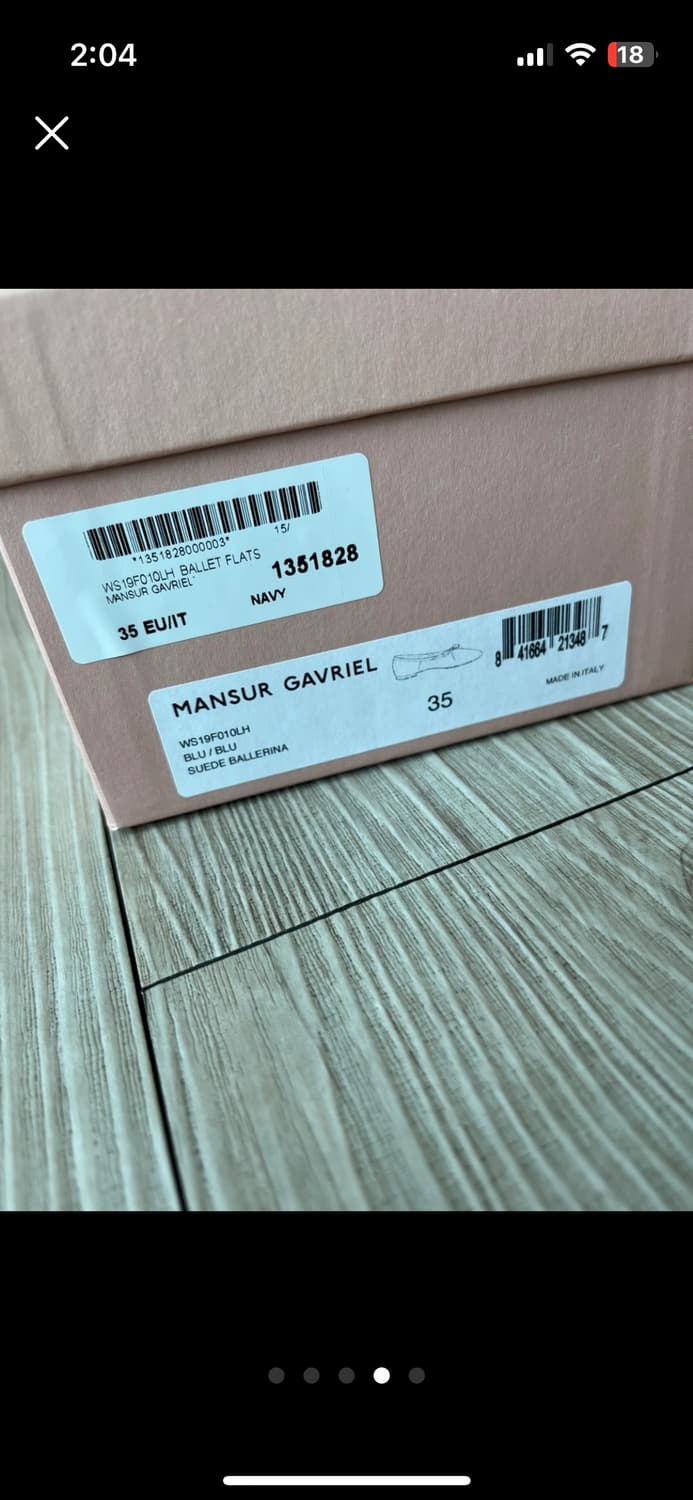 2:04
18
*1351828000003*
15/
WS19F010LH BALLET FLATS
MANSUR GAVRIEL
1351828
35 EU/IT
NAVY
MANSUR GAVRIEL
8 41664 21348 7
WS19F010LH
BLU / BLU
SUEDE BALLERINA
35
MADE IN ITALY